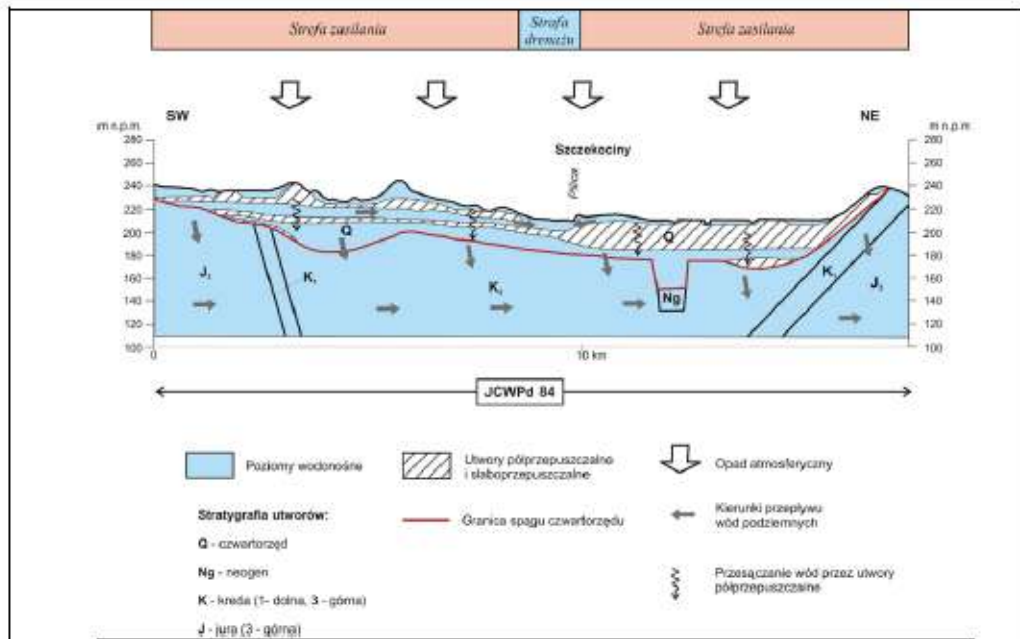 Strefa zasilania
Strafa
drenażu
Strefa zasilania
SW
NE
m n.p.m.
m n.p.m.
Szczekociny
Pilica
280
260
240
220
200
180
160
140
120
100
280
260
240
220
200
180
160
140
120
100
Q
Q
J₃
K₁
K₃
Ng
K₁
J₃
0
10 km
JCWPd 84
Poziomy wodonośne
Utwory półprzepuszczalne
i słaboprzepuszczalne
Opad atmosferyczny
Stratygrafia utworów:
Granica spągu czwartorzędu
Kierunki przepływu
wód podziemnych
Q - czwartorzęd
Ng - neogen
Przesączanie wód przez utwory
półprzepuszczalne
K - kreda (1- dolna, 3 - górna)
J - jura (3 - górna)